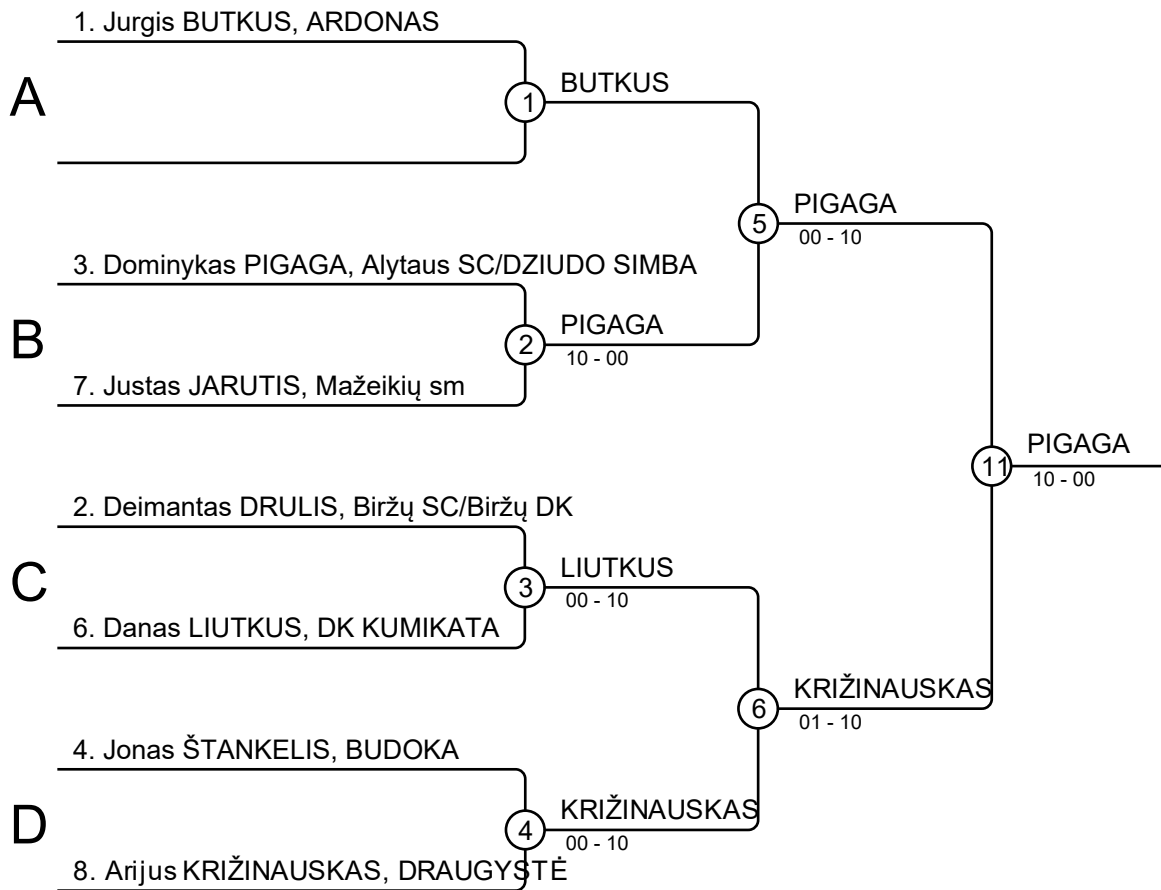 1. Jurgis BUTKUS, ARDONAS
A
1
BUTKUS
5
PIGAGA
00 - 10
3. Dominykas PIGAGA, Alytaus SC/DZIUDO SIMBA
B
2
PIGAGA
10 - 00
7. Justas JARUTIS, Mažeikių sm
11
PIGAGA
10 - 00
2. Deimantas DRULIS, Biržų SC/Biržų DK
C
3
LIUTKUS
00 - 10
6. Danas LIUTKUS, DK KUMIKATA
6
KRIŽINAUSKAS
01 - 10
4. Jonas ŠTANKELIS, BUDOKA
D
4
KRIŽINAUSKAS
00 - 10
8. Arijus KRIŽINAUSKAS, DRAUGYSTĖ